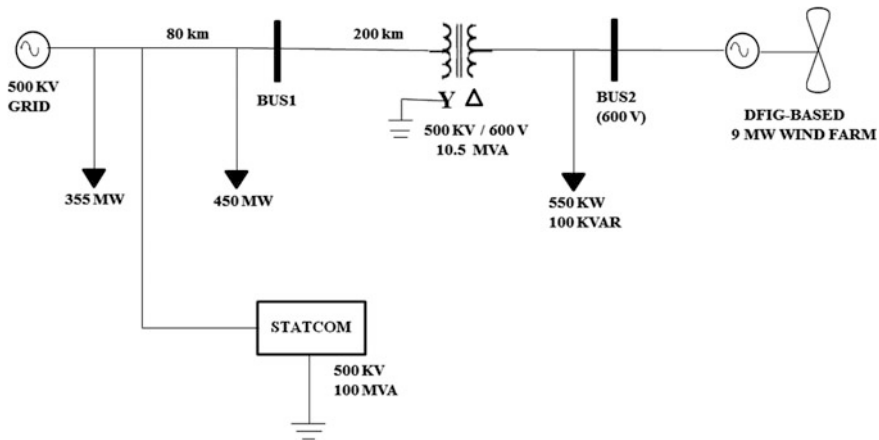 80 km
200 km
500 KV
GRID
BUS1
Y Δ
500 KV / 600 V
10.5 MVA
BUS2
(600 V)
DFIG-BASED
9 MW WIND FARM
355 MW
450 MW
550 KW
100 KVAR
STATCOM
500 KV
100 MVA